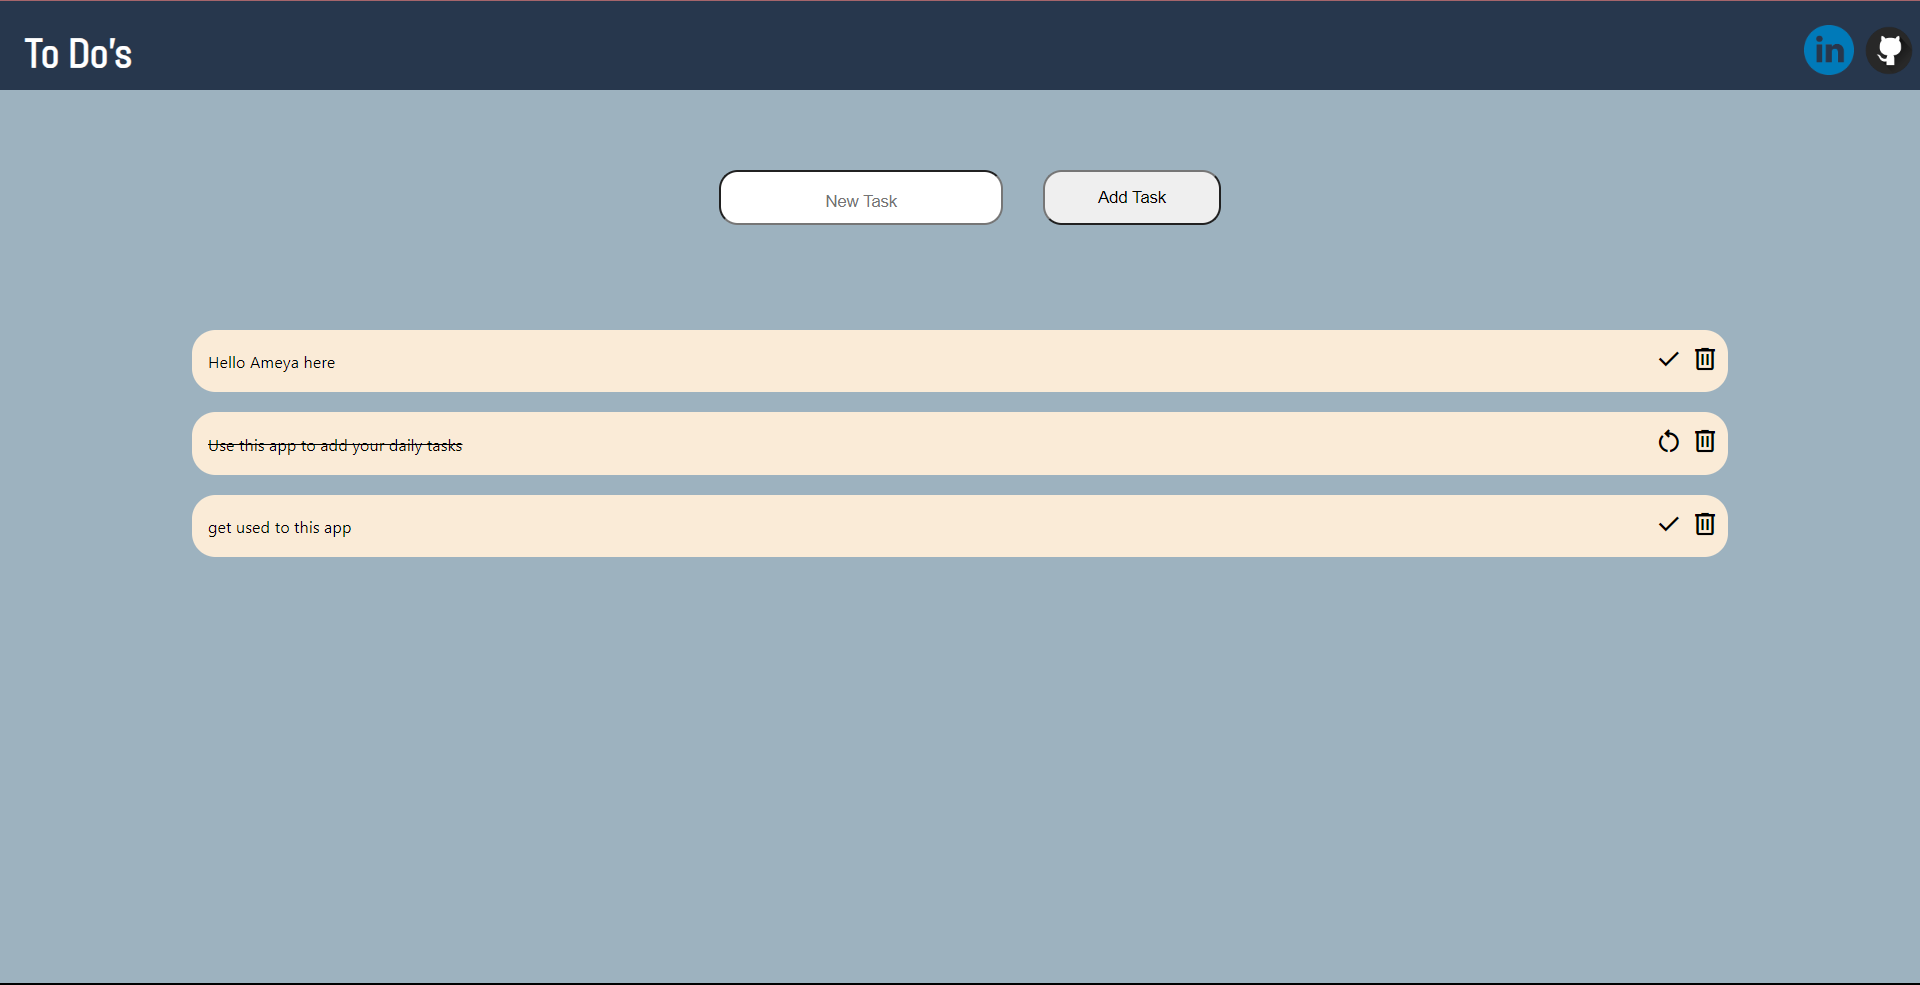 To Do's
in
New Task
Add Task
Hello Ameya here
Use this app to add your daily tasks
get used to this app